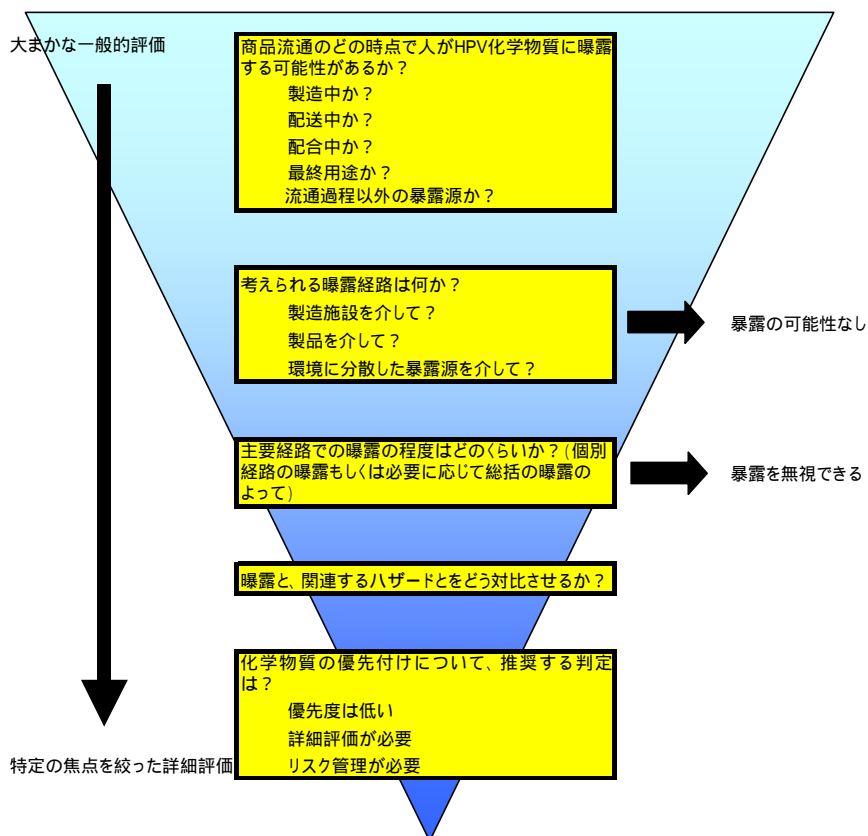 大まかな一般的評価
商品流通のどの時点で人がHPV化学物質に曝露
する可能性があるか？
製造中か？
配送中か？
配合中か？
最終用途か？
流通過程以外の暴露源か？
考えられる曝露経路は何か？
製造施設を介して？
製品を介して？
環境に分散した暴露源を介して？
暴露の可能性なし
主要経路での曝露の程度はどのくらいか？(個別
経路の曝露もしくは必要に応じて総括の曝露の
よって)
暴露を無視できる
曝露と、関連するハザードとをどう対比させるか？
化学物質の優先付けについて、推奨する判定
は？
優先度は低い
詳細評価が必要
リスク管理が必要
特定の焦点を絞った詳細評価